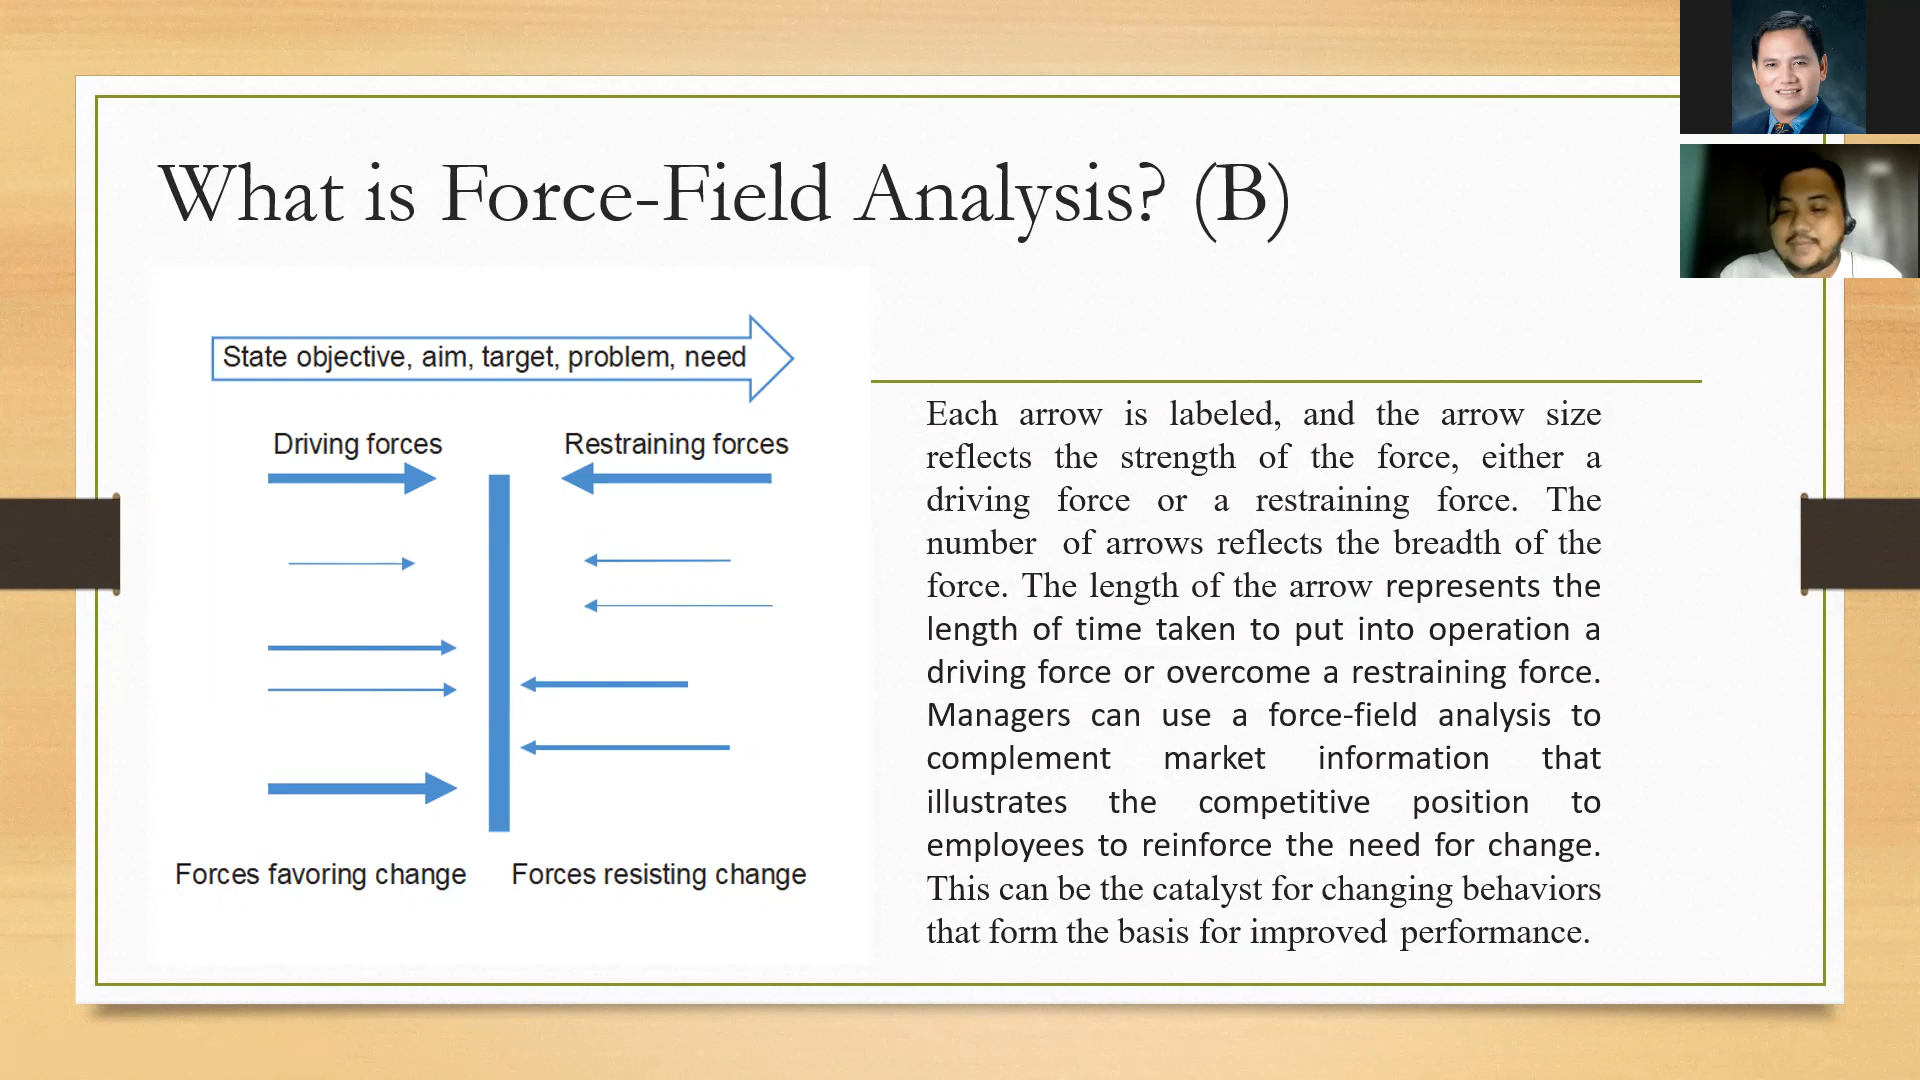 What is Force-Field Analysis? (B)
State objective, aim, target, problem, need
Driving forces
Restraining forces
Forces favoring change
Forces resisting change
Each arrow is labeled, and the arrow size
reflects the strength of the force, either a
driving force or a restraining force. The
number of arrows reflects the breadth of the
force. The length of the arrow represents the
length of time taken to put into operation a
driving force or overcome a restraining force.
Managers can use a force-field analysis to
complement market information that
illustrates the competitive position to
employees to reinforce the need for change.
This can be the catalyst for changing behaviors
that form the basis for improved performance.